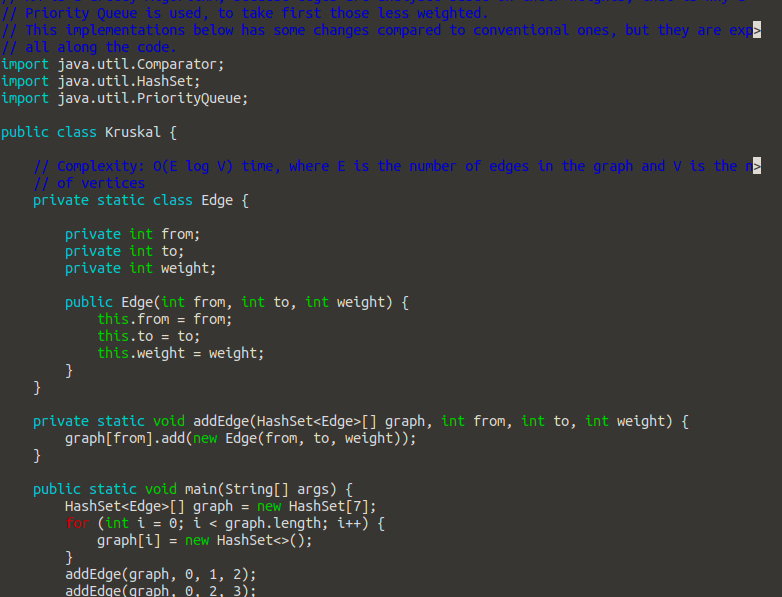 // Priority Queue is used, to take first those less weighted.
// This implementations below has some changes compared to conventional ones, but they are exp>
// all along the code.
import java.util.Comparator;
import java.util.HashSet;
import java.util.PriorityQueue;
public class Kruskal {
// Complexity: O(E log V) time, where E is the number of edges in the graph and V is the n>
// of vertices
private static class Edge {
private int from;
private int to;
private int weight;
public Edge(int from, int to, int weight) {
this.from = from;
this.to = to;
this.weight = weight;
}
}
private static void addEdge(HashSet<Edge>[] graph, int from, int to, int weight) {
graph[from].add(new Edge(from, to, weight));
}
public static void main(String[] args) {
HashSet<Edge>[] graph = new HashSet[7];
for (int i = 0; i < graph.length; i++) {
graph[i] = new HashSet<>();
}
addEdge(graph, 0, 1, 2);
addEdge(graph, 0, 2, 3);